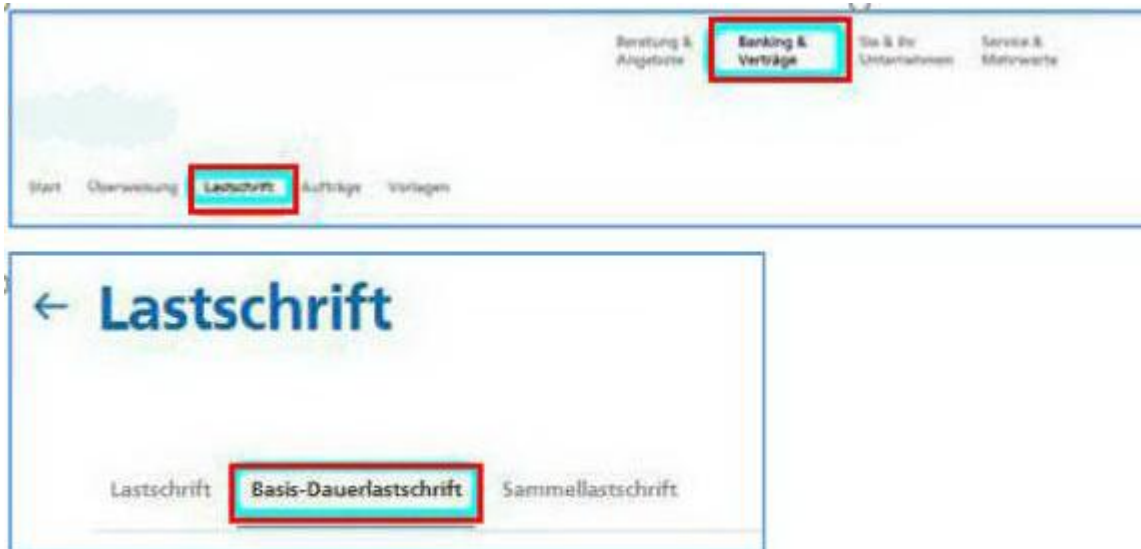 Beratung & Angebote
Banking & Verträge
Sie & Ihr Unternehmen
Service & Mehrwerte
Start Überweisung Lastschrift Aufträge Vorlagen
← Lastschrift
Lastschrift Basis-Dauerlastschrift Sammellastschrift